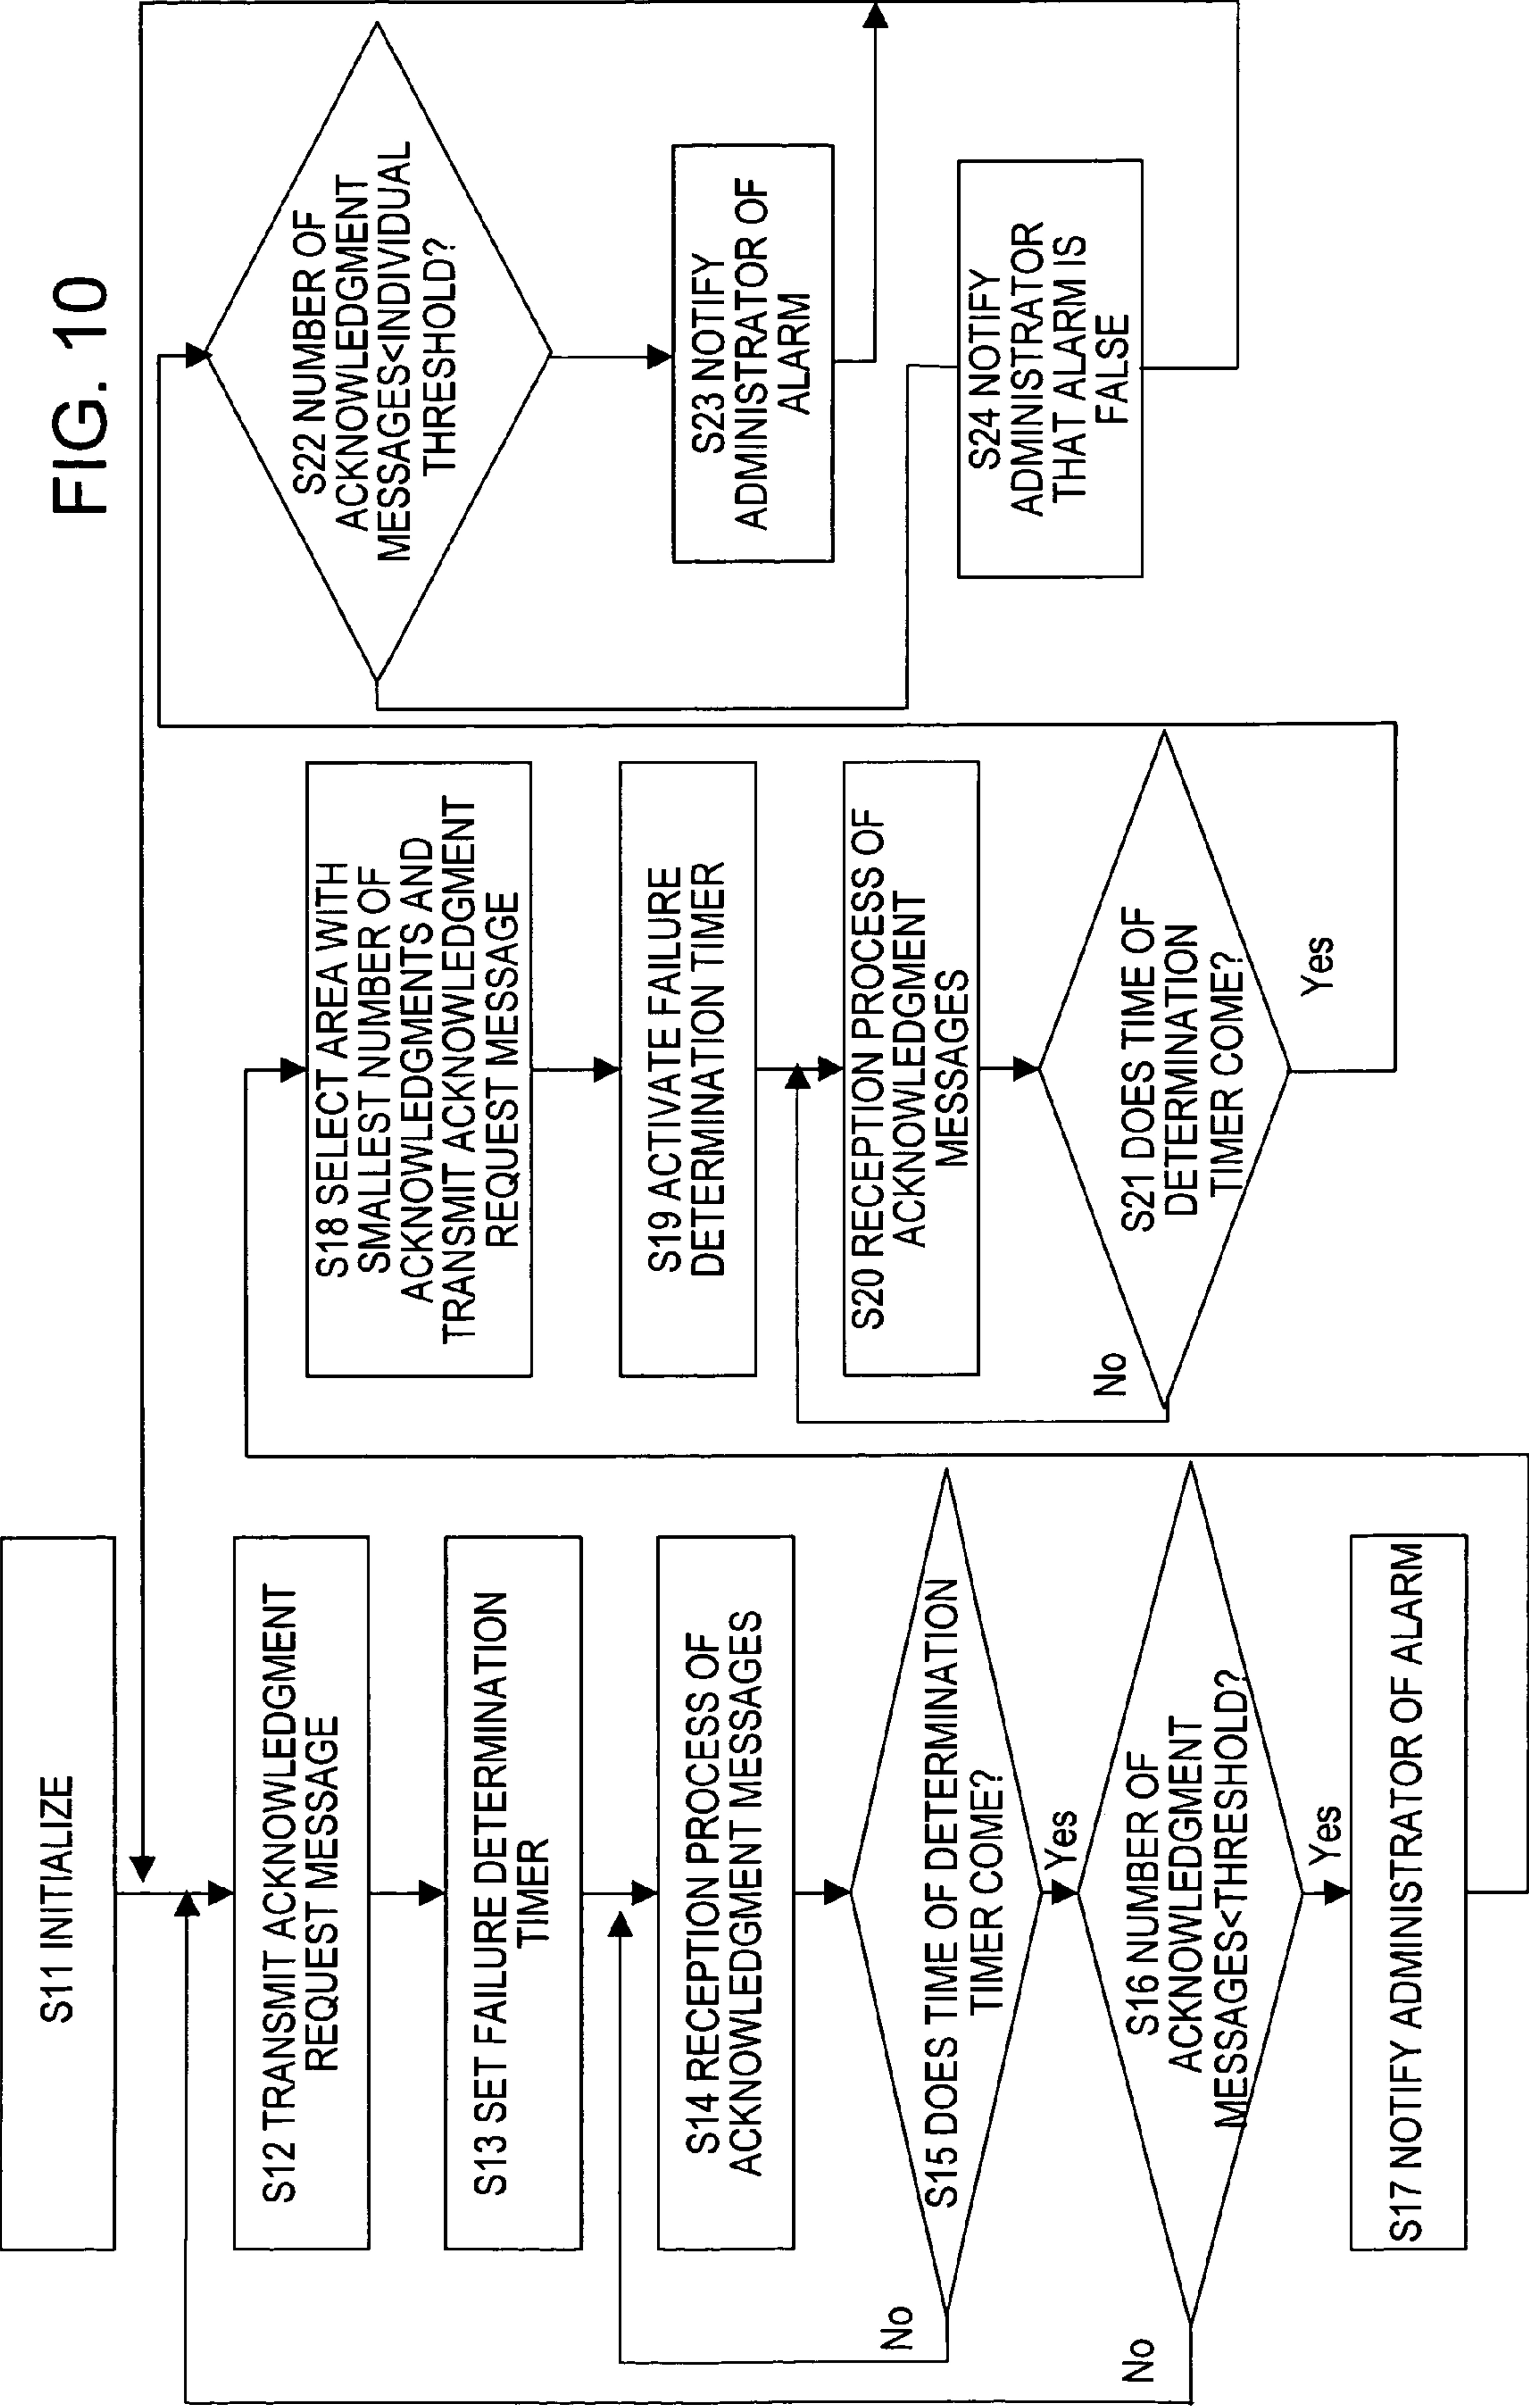 FIG. 10
S11 INITIALIZE
S12 TRANSMIT ACKNOWLEDGMENT
REQUEST MESSAGE
S13 SET FAILURE DETERMINATION
TIMER
S14 RECEPTION PROCESS OF
ACKNOWLEDGMENT MESSAGES
S15 DOES TIME OF DETERMINATION
TIMER COME?
No
Yes
S16 NUMBER OF
ACKNOWLEDGMENT
MESSAGES<THRESHOLD?
No
Yes
S17 NOTIFY ADMINISTRATOR OF ALARM
S18 SELECT AREA WITH
SMALLEST NUMBER OF
ACKNOWLEDGMENTS AND
TRANSMIT ACKNOWLEDGMENT
REQUEST MESSAGE
S19 ACTIVATE FAILURE
DETERMINATION TIMER
S20 RECEPTION PROCESS OF
ACKNOWLEDGMENT
MESSAGES
S21 DOES TIME OF
DETERMINATION
TIMER COME?
No
Yes
S22 NUMBER OF
ACKNOWLEDGMENT
MESSAGES<INDIVIDUAL
THRESHOLD?
S23 NOTIFY
ADMINISTRATOR OF
ALARM
S24 NOTIFY
ADMINISTRATOR
THAT ALARM IS
FALSE